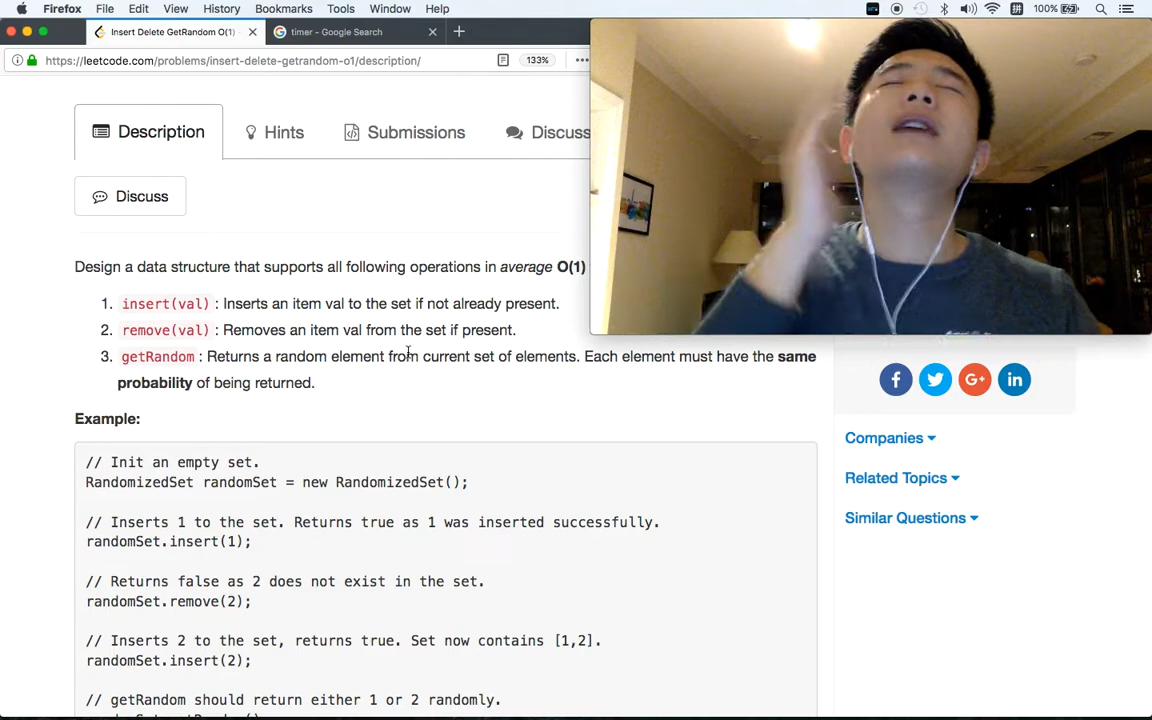 Firefox File Edit View History Bookmarks Tools Window Help 拼 100%
Insert Delete GetRandom O(1) timer - Google Search
https://leetcode.com/problems/insert-delete-getrandom-o1/description/ 133%
Description Hints Submissions Discuss
Discuss
Design a data structure that supports all following operations in average O(1)
1. insert(val) : Inserts an item val to the set if not already present.
2. remove(val) : Removes an item val from the set if present.
3. getRandom : Returns a random element from current set of elements. Each element must have the same
probability of being returned.
Example:
// Init an empty set.
RandomizedSet randomSet = new RandomizedSet();
// Inserts 1 to the set. Returns true as 1 was inserted successfully.
randomSet.insert(1);
// Returns false as 2 does not exist in the set.
randomSet.remove(2);
// Inserts 2 to the set, returns true. Set now contains [1,2].
randomSet.insert(2);
// getRandom should return either 1 or 2 randomly.
f G+ in
Companies
Related Topics
Similar Questions